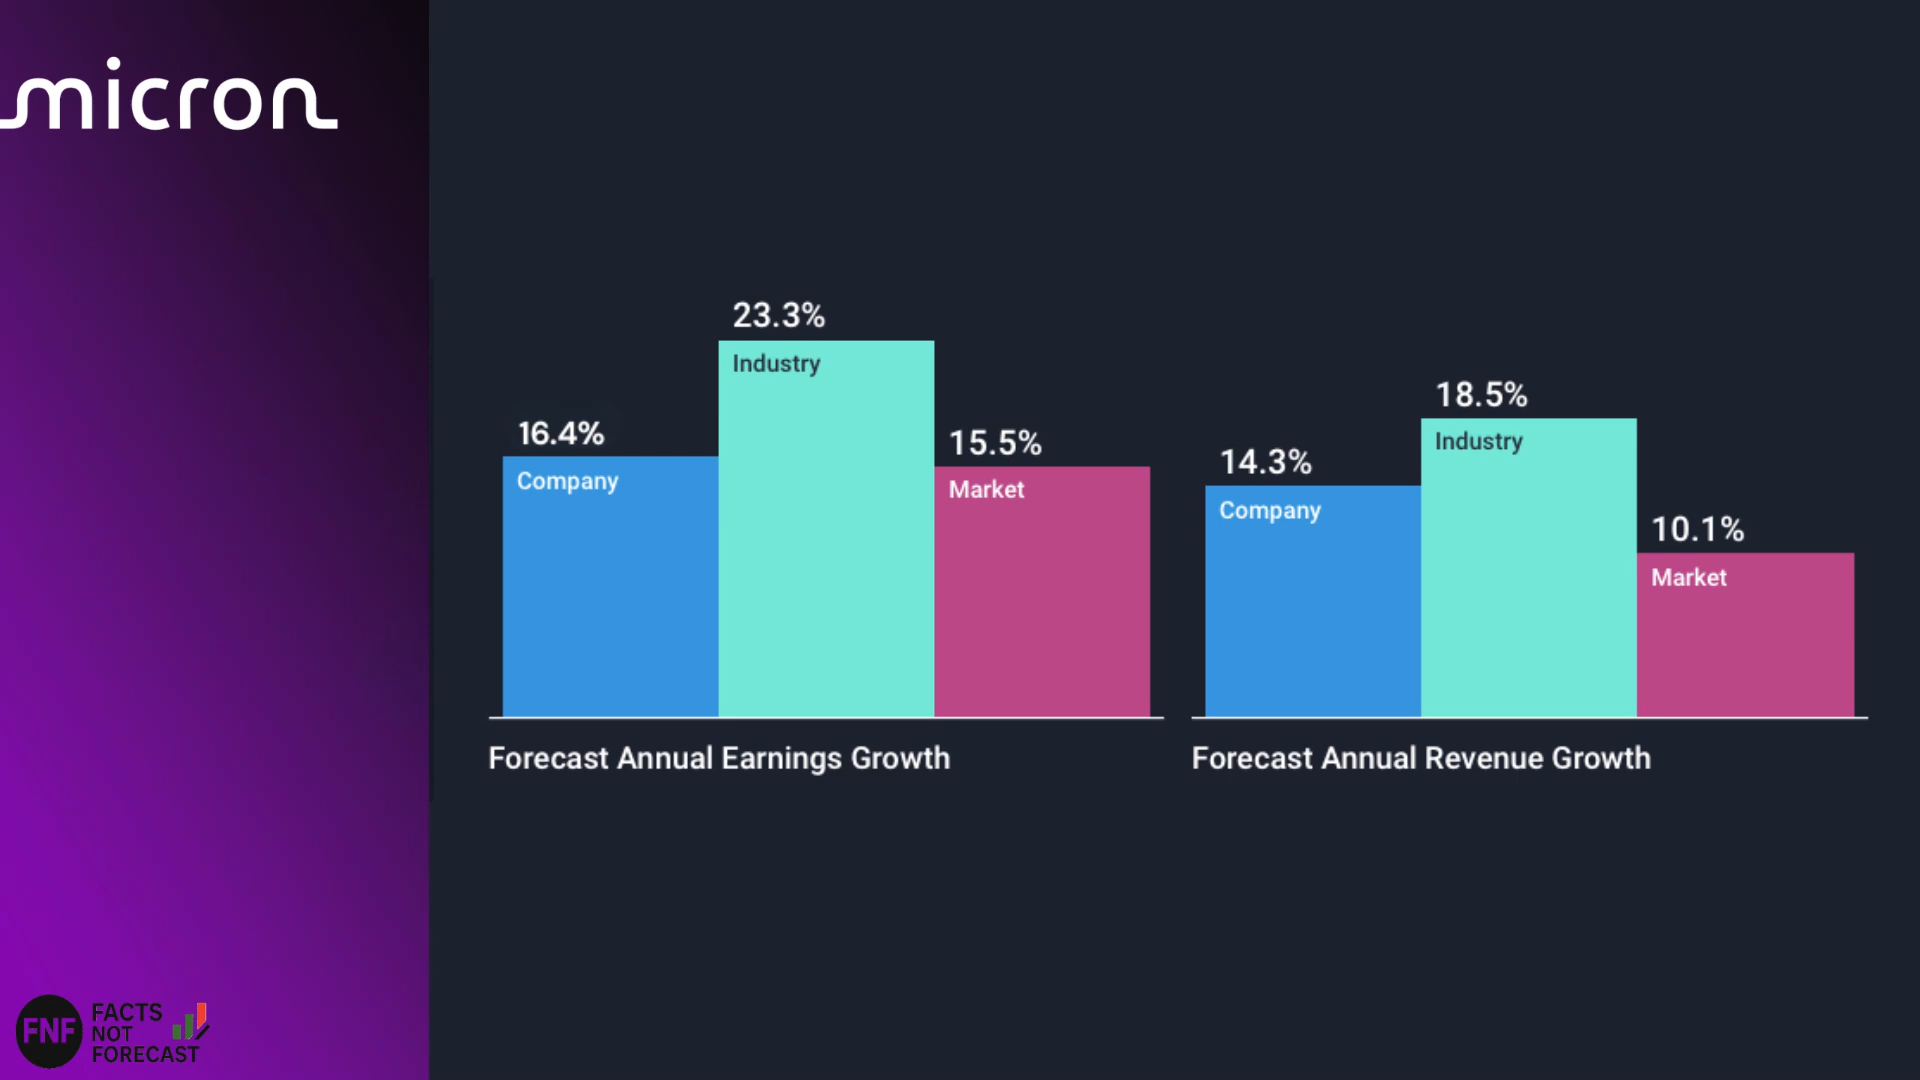 micron
23.3%
Industry
16.4%
Company
15.5%
Market
Forecast Annual Earnings Growth
18.5%
Industry
14.3%
Company
10.1%
Market
Forecast Annual Revenue Growth
FNF
FACTS
NOT
FORECAST